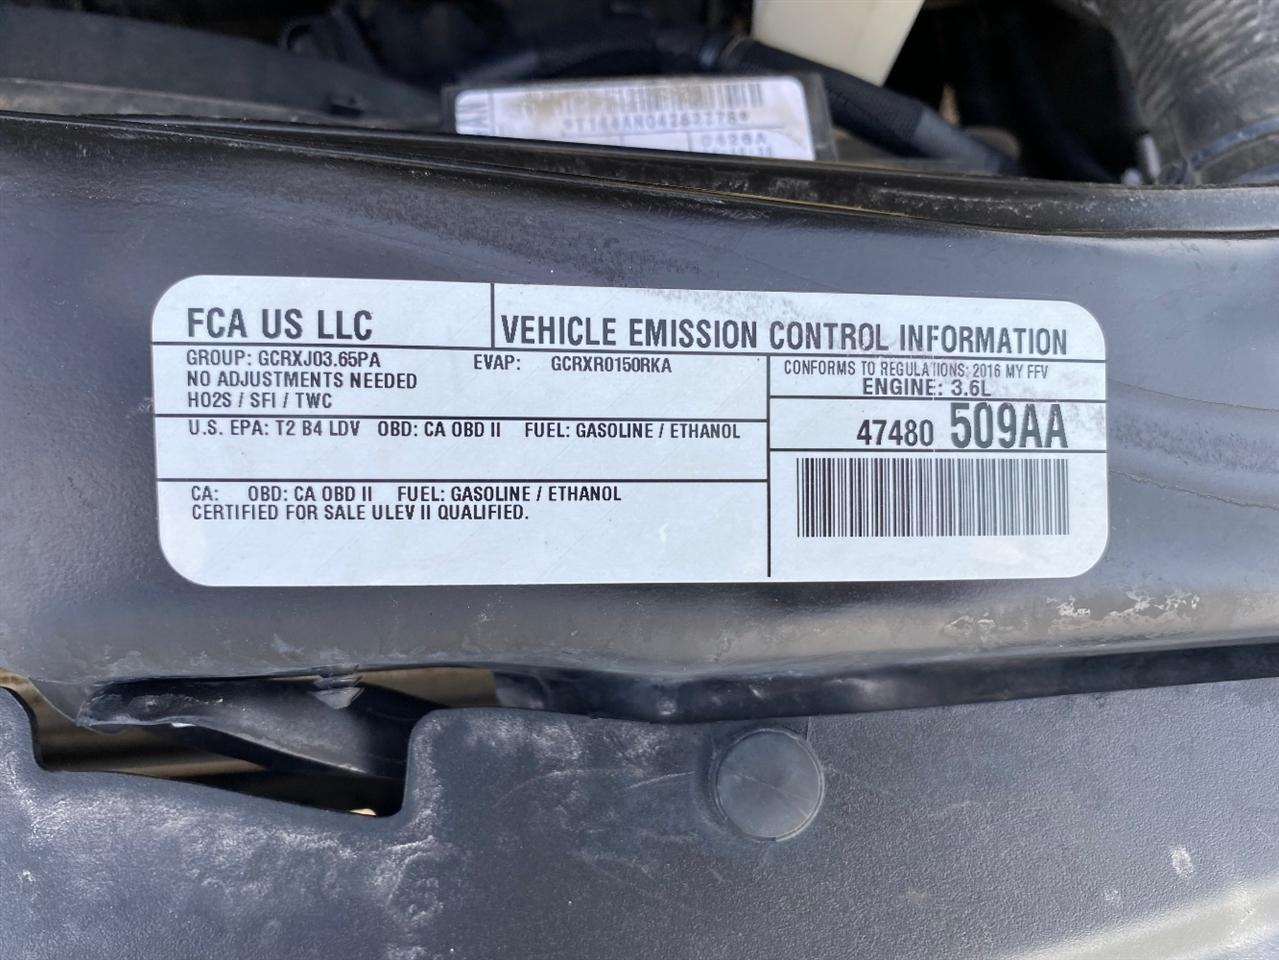 0426A
FCA US LLC
VEHICLE EMISSION CONTROL INFORMATION
GROUP: GCRXJ03.65PA EVAP: GCRXR0150RKA
NO ADJUSTMENTS NEEDED
HO2S / SFI / TWC
CONFORMS TO REGULATIONS: 2016 MY FFV
ENGINE: 3.6L
U.S. EPA: T2 B4 LDV OBD: CA OBD II FUEL: GASOLINE / ETHANOL
47480 509AA
CA: OBD: CA OBD II FUEL: GASOLINE / ETHANOL
CERTIFIED FOR SALE ULEV II QUALIFIED.